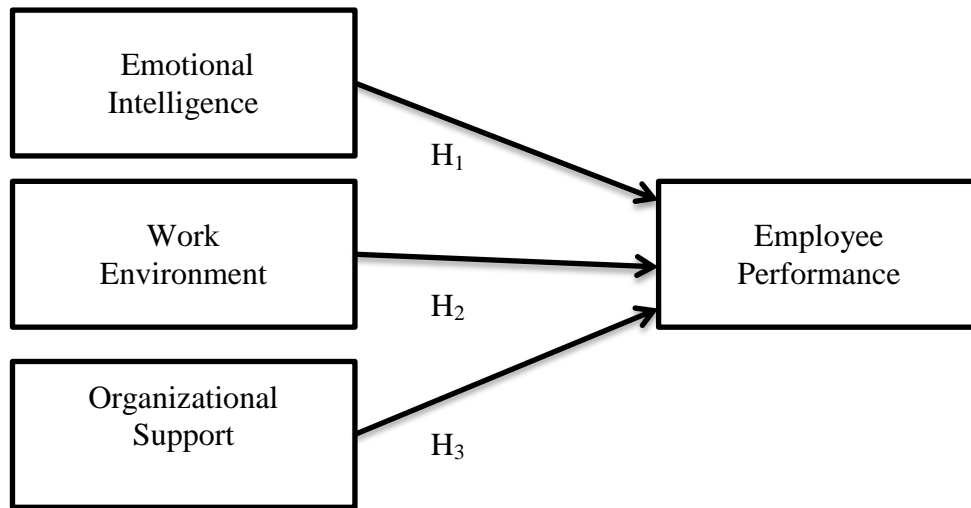 Emotional
Intelligence
H₁
Work
Environment
Employee
Performance
H₂
Organizational
Support
H₃